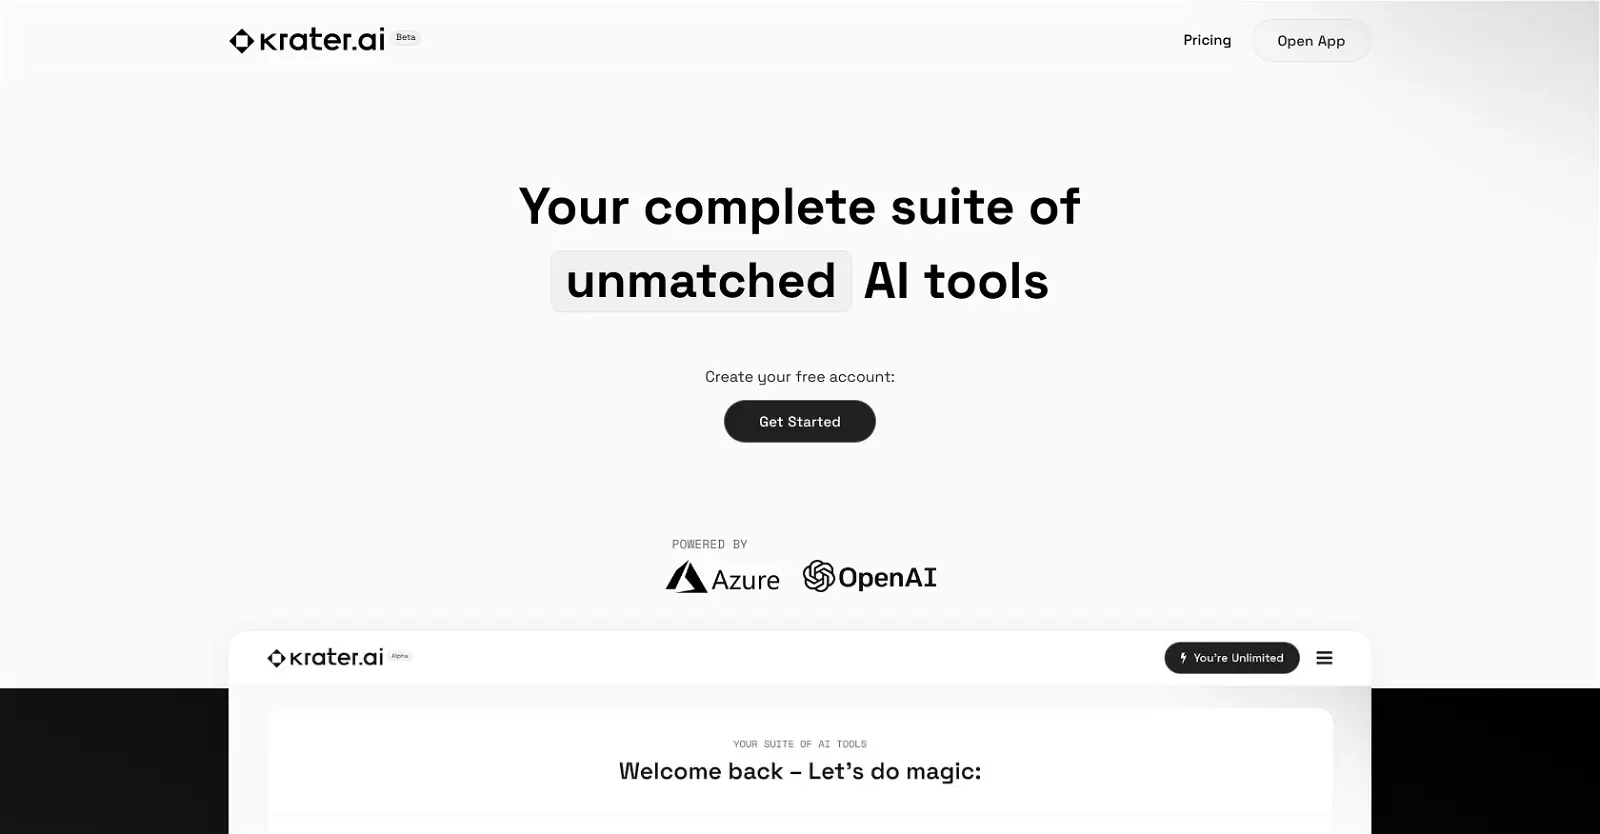 krater.ai Beta
Pricing
Open App
Your complete suite of
unmatched AI tools
Create your free account:
Get Started
POWERED BY
Azure
OpenAI
krater.ai Alpha
You're Unlimited
YOUR SUITE OF AI TOOLS
Welcome back – Let's do magic: